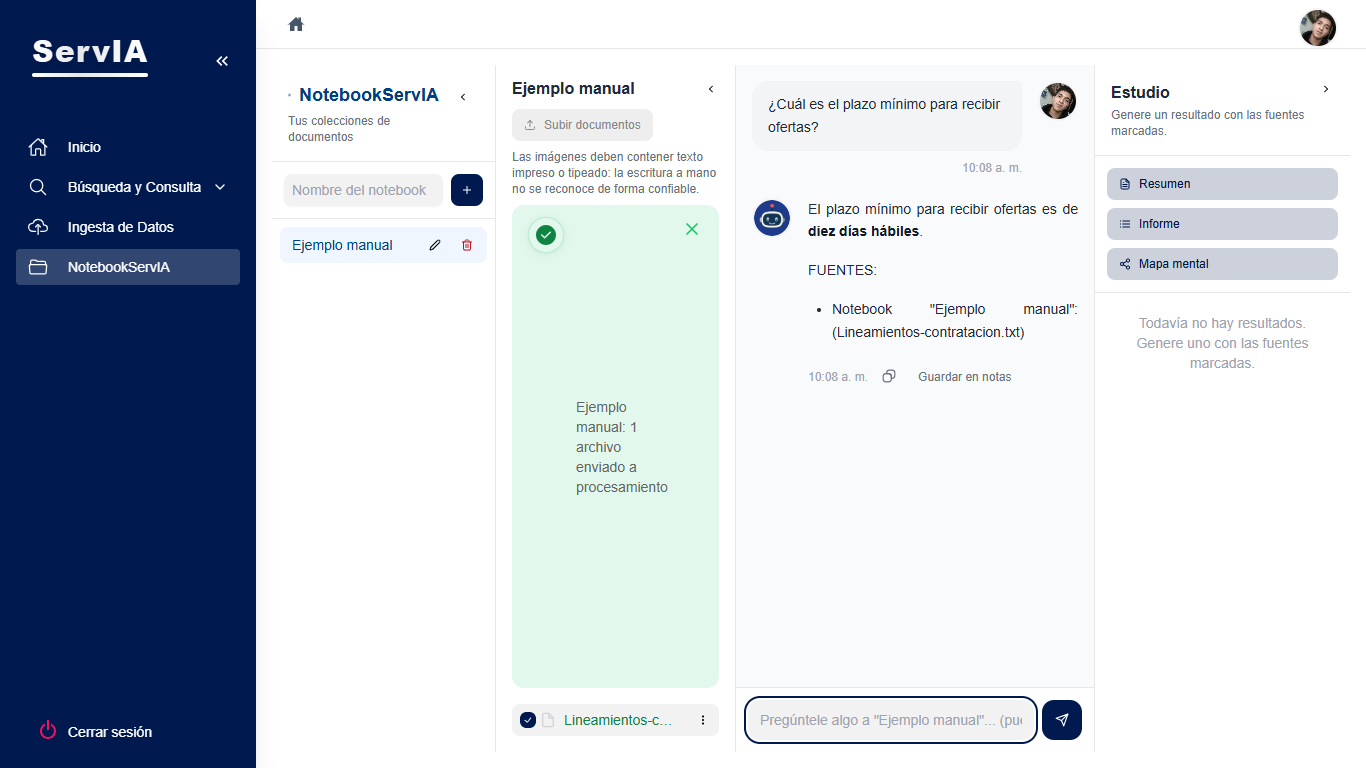 ServIA
Inicio
Búsqueda y Consulta
Ingesta de Datos
NotebookServIA
Cerrar sesión
NotebookServIA
Tus colecciones de
documentos
Nombre del notebook
Ejemplo manual
Ejemplo manual
Subir documentos
Las imágenes deben contener texto
impreso o tipeado: la escritura a mano
no se reconoce de forma confiable.
Ejemplo
manual: 1
archivo
enviado a
procesamiento
Lineamientos-c...
¿Cuál es el plazo mínimo para recibir
ofertas?
10:08 a. m.
El plazo mínimo para recibir ofertas es de
diez días hábiles.
FUENTES:
Notebook "Ejemplo manual":
(Lineamientos-contratacion.txt)
10:08 a. m.
Guardar en notas
Pregúntele algo a "Ejemplo manual"... (pu
Estudio
Genere un resultado con las fuentes
marcadas.
Resumen
Informe
Mapa mental
Todavía no hay resultados.
Genere uno con las fuentes
marcadas.